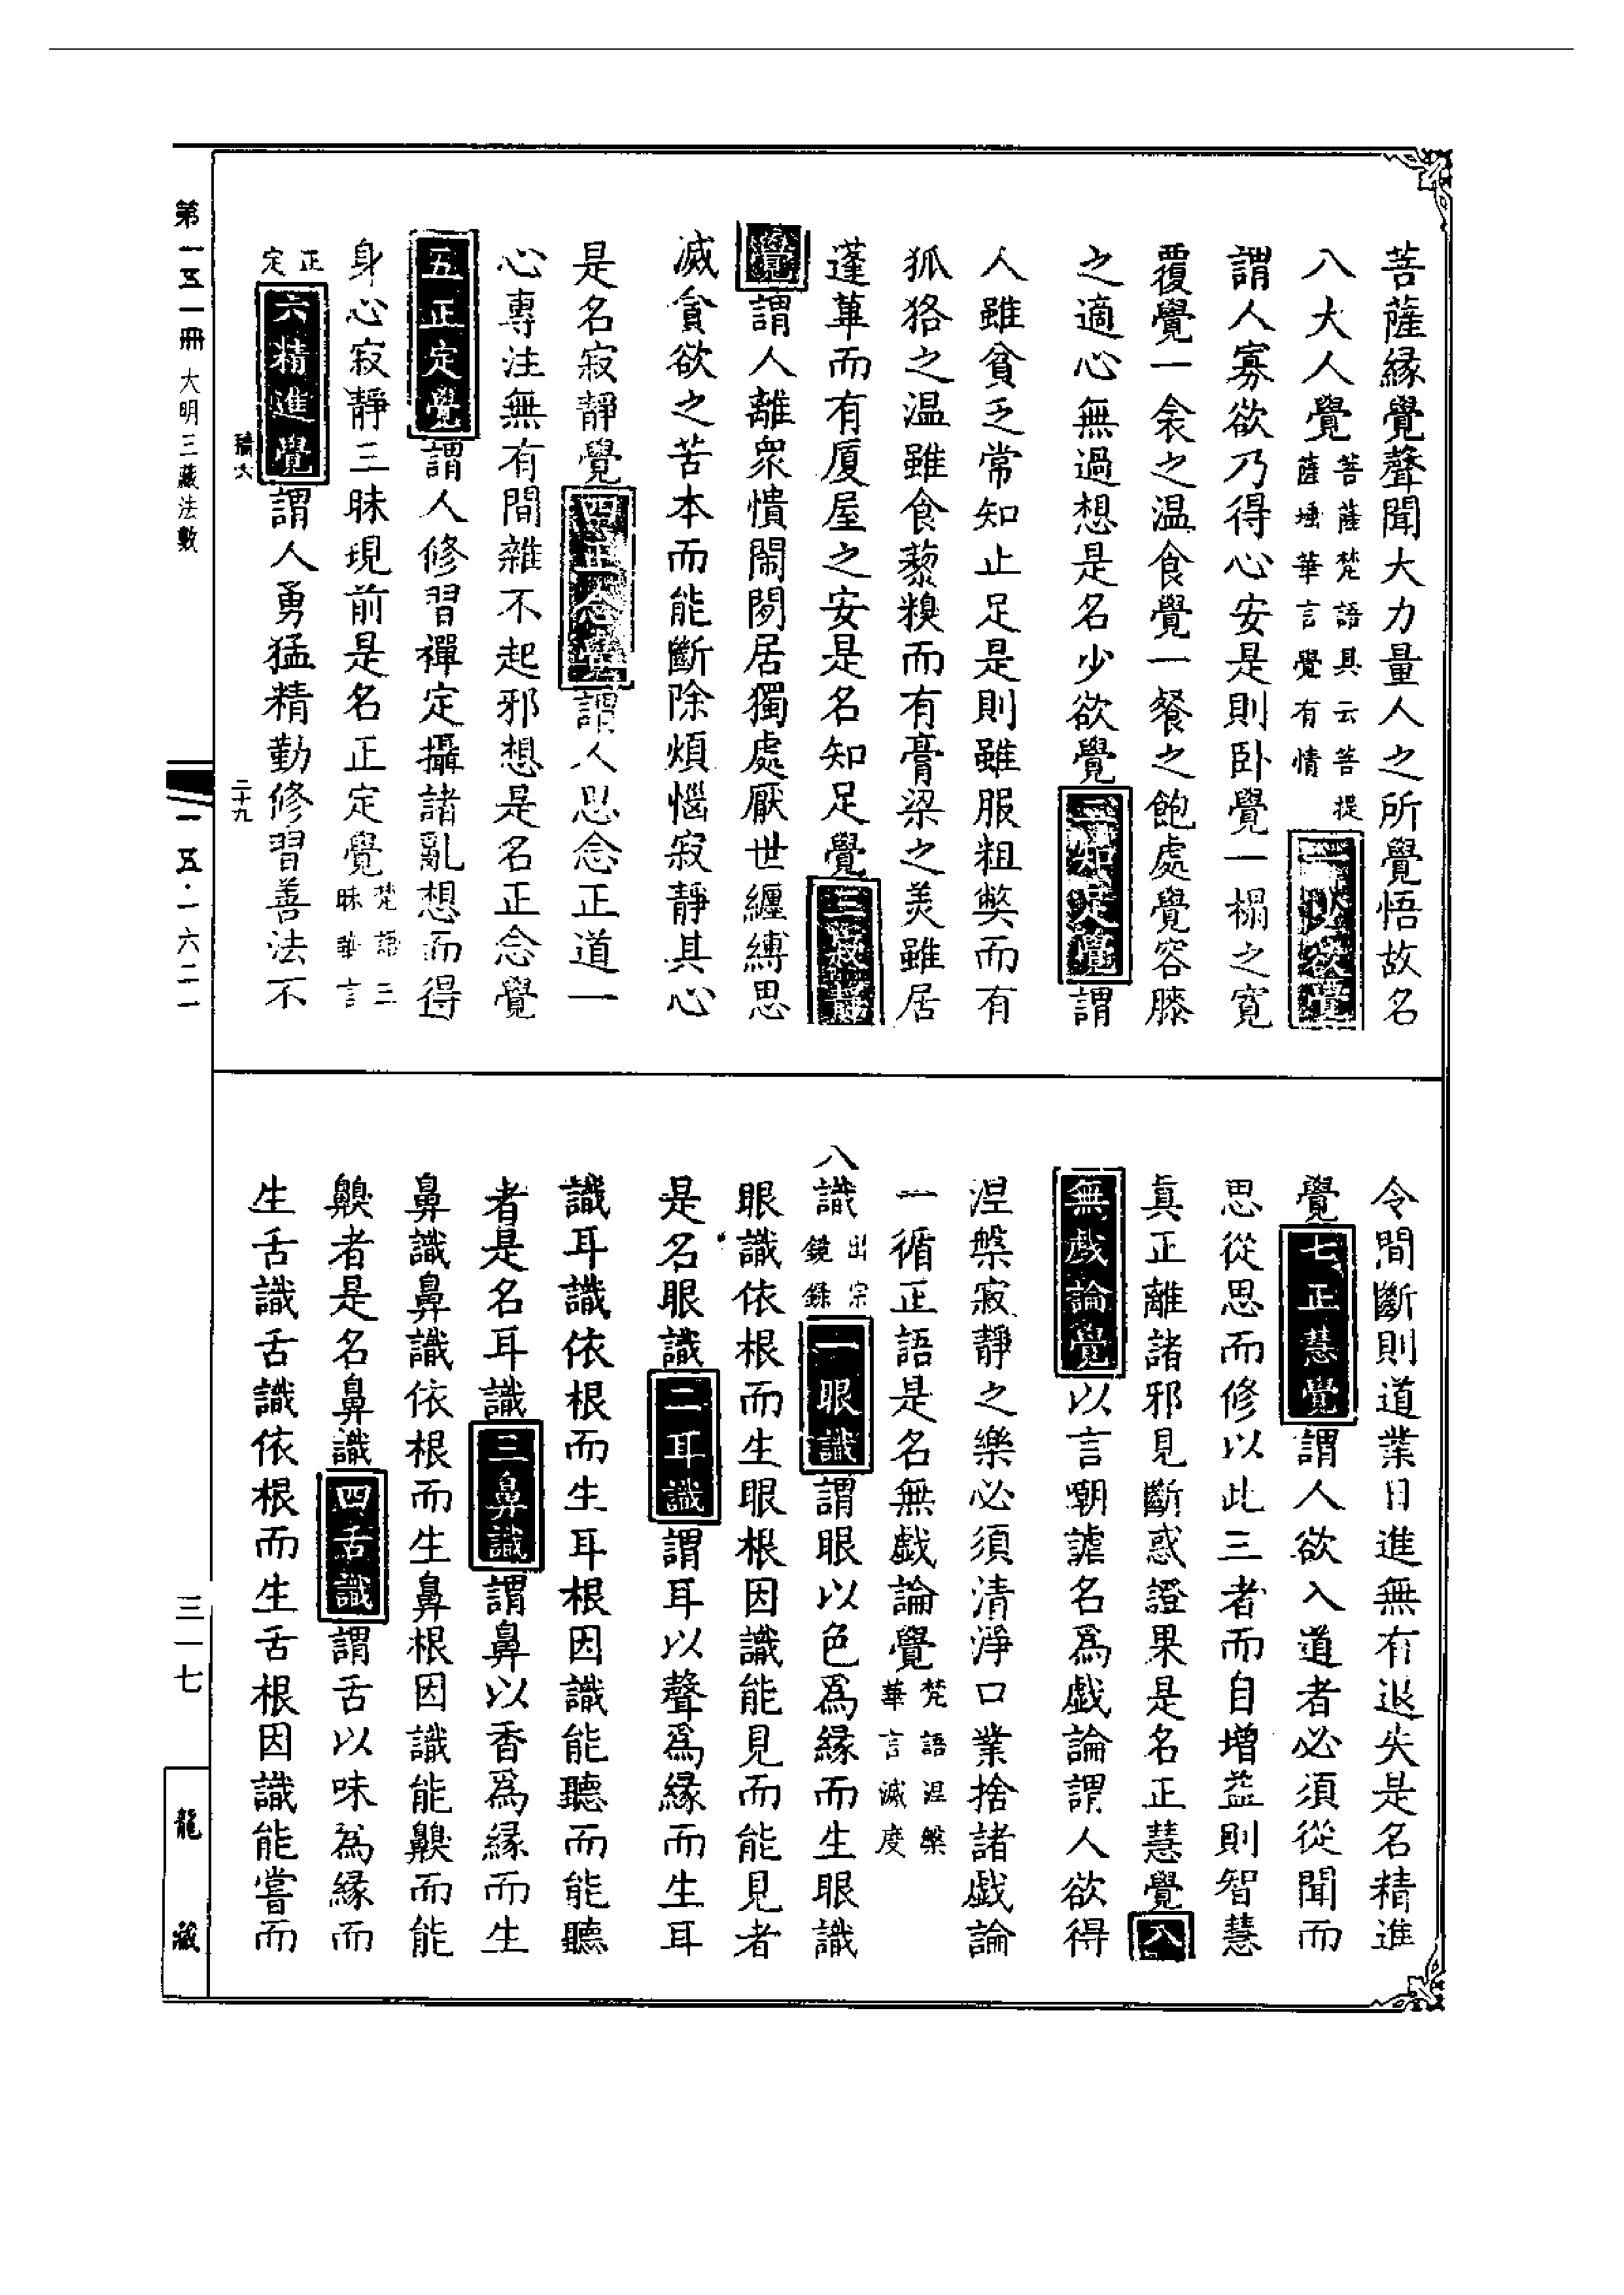 菩薩緣覺聲聞大力量人之所覺悟故名
八大人覺菩薩梵語具云菩提薩埵華言覺有情一少欲覺
謂人寡欲乃得心安是則臥覺一榻之寬
覆覺一衾之温食覺一餐之飽處覺容膝
之適心無過想是名少欲覺二知足覺謂
人雖貧乏常知止足是則雖服粗獘而有
狐狢之温雖食藜糗而有膏梁之美雖居
蓬蓽而有厦屋之安是名知足覺三寂靜
覺謂人離衆憒閙閒居獨處厭世纏縛思
滅貪欲之苦本而能斷除煩惱寂靜其心
是名寂靜覺四正念覺謂人思念正道一
心專注無有間雜不起邪想是名正念覺
五正定覺謂人修習禪定攝諸亂想而得
身心寂靜三昧現前是名正定覺梵語三昧華言
正定六精進覺謂人勇猛精勤修習善法不
二十九
第一五一冊 大明三藏法數
一五·一六二一
令間斷則道業日進無有退失是名精進
覺七正慧覺謂人欲入道者必須從聞而
思從思而修以此三者而自增益則智慧
眞正離諸邪見斷惑證果是名正慧覺八
無戲論覺以言嘲謔名爲戲論謂人欲得
涅槃寂靜之樂必須清淨口業捨諸戲論
一循正語是名無戲論覺梵語涅槃華言滅度
八識出宗鏡錄一眼識謂眼以色爲緣而生眼識
眼識依根而生眼根因識能見而能見者
是名眼識二耳識謂耳以聲爲緣而生耳
識耳識依根而生耳根因識能聽而能聽
者是名耳識三鼻識謂鼻以香爲緣而生
鼻識鼻識依根而生鼻根因識能齅而能
齅者是名鼻識四舌識謂舌以味爲緣而
生舌識舌識依根而生舌根因識能嘗而
三一七
龍藏